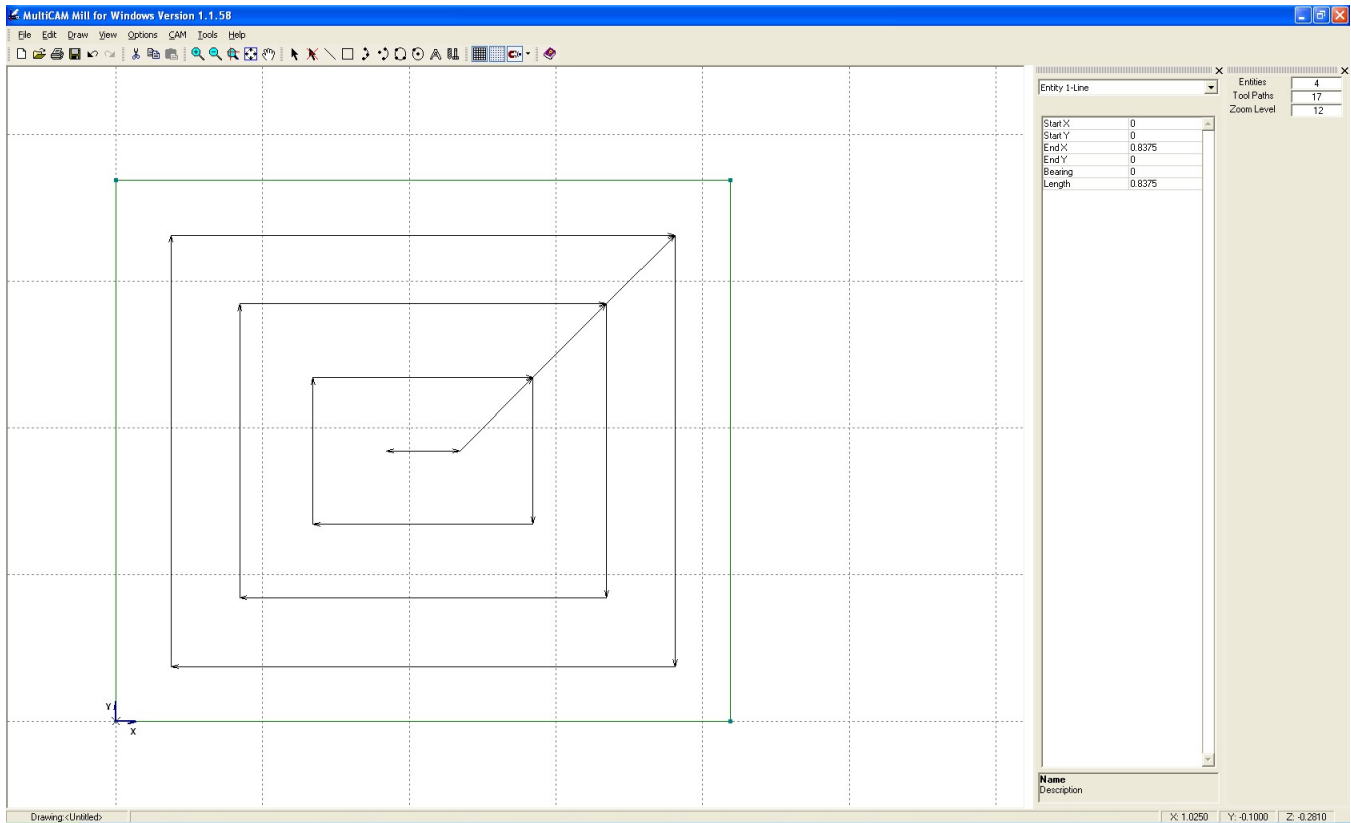 MultiCAM Mill for Windows Version 1.1.58
File Edit Draw View Options CAM Tools Help
Entity 1-Line
Start X 0
Start Y 0
End X 0.8375
End Y 0
Bearing 0
Length 0.8375
Entities 4
Tool Paths 17
Zoom Level 12
Y
X
Name
Description
Drawing:<Untitled>
X: 1.0250 Y: -0.1000 Z: -0.2810